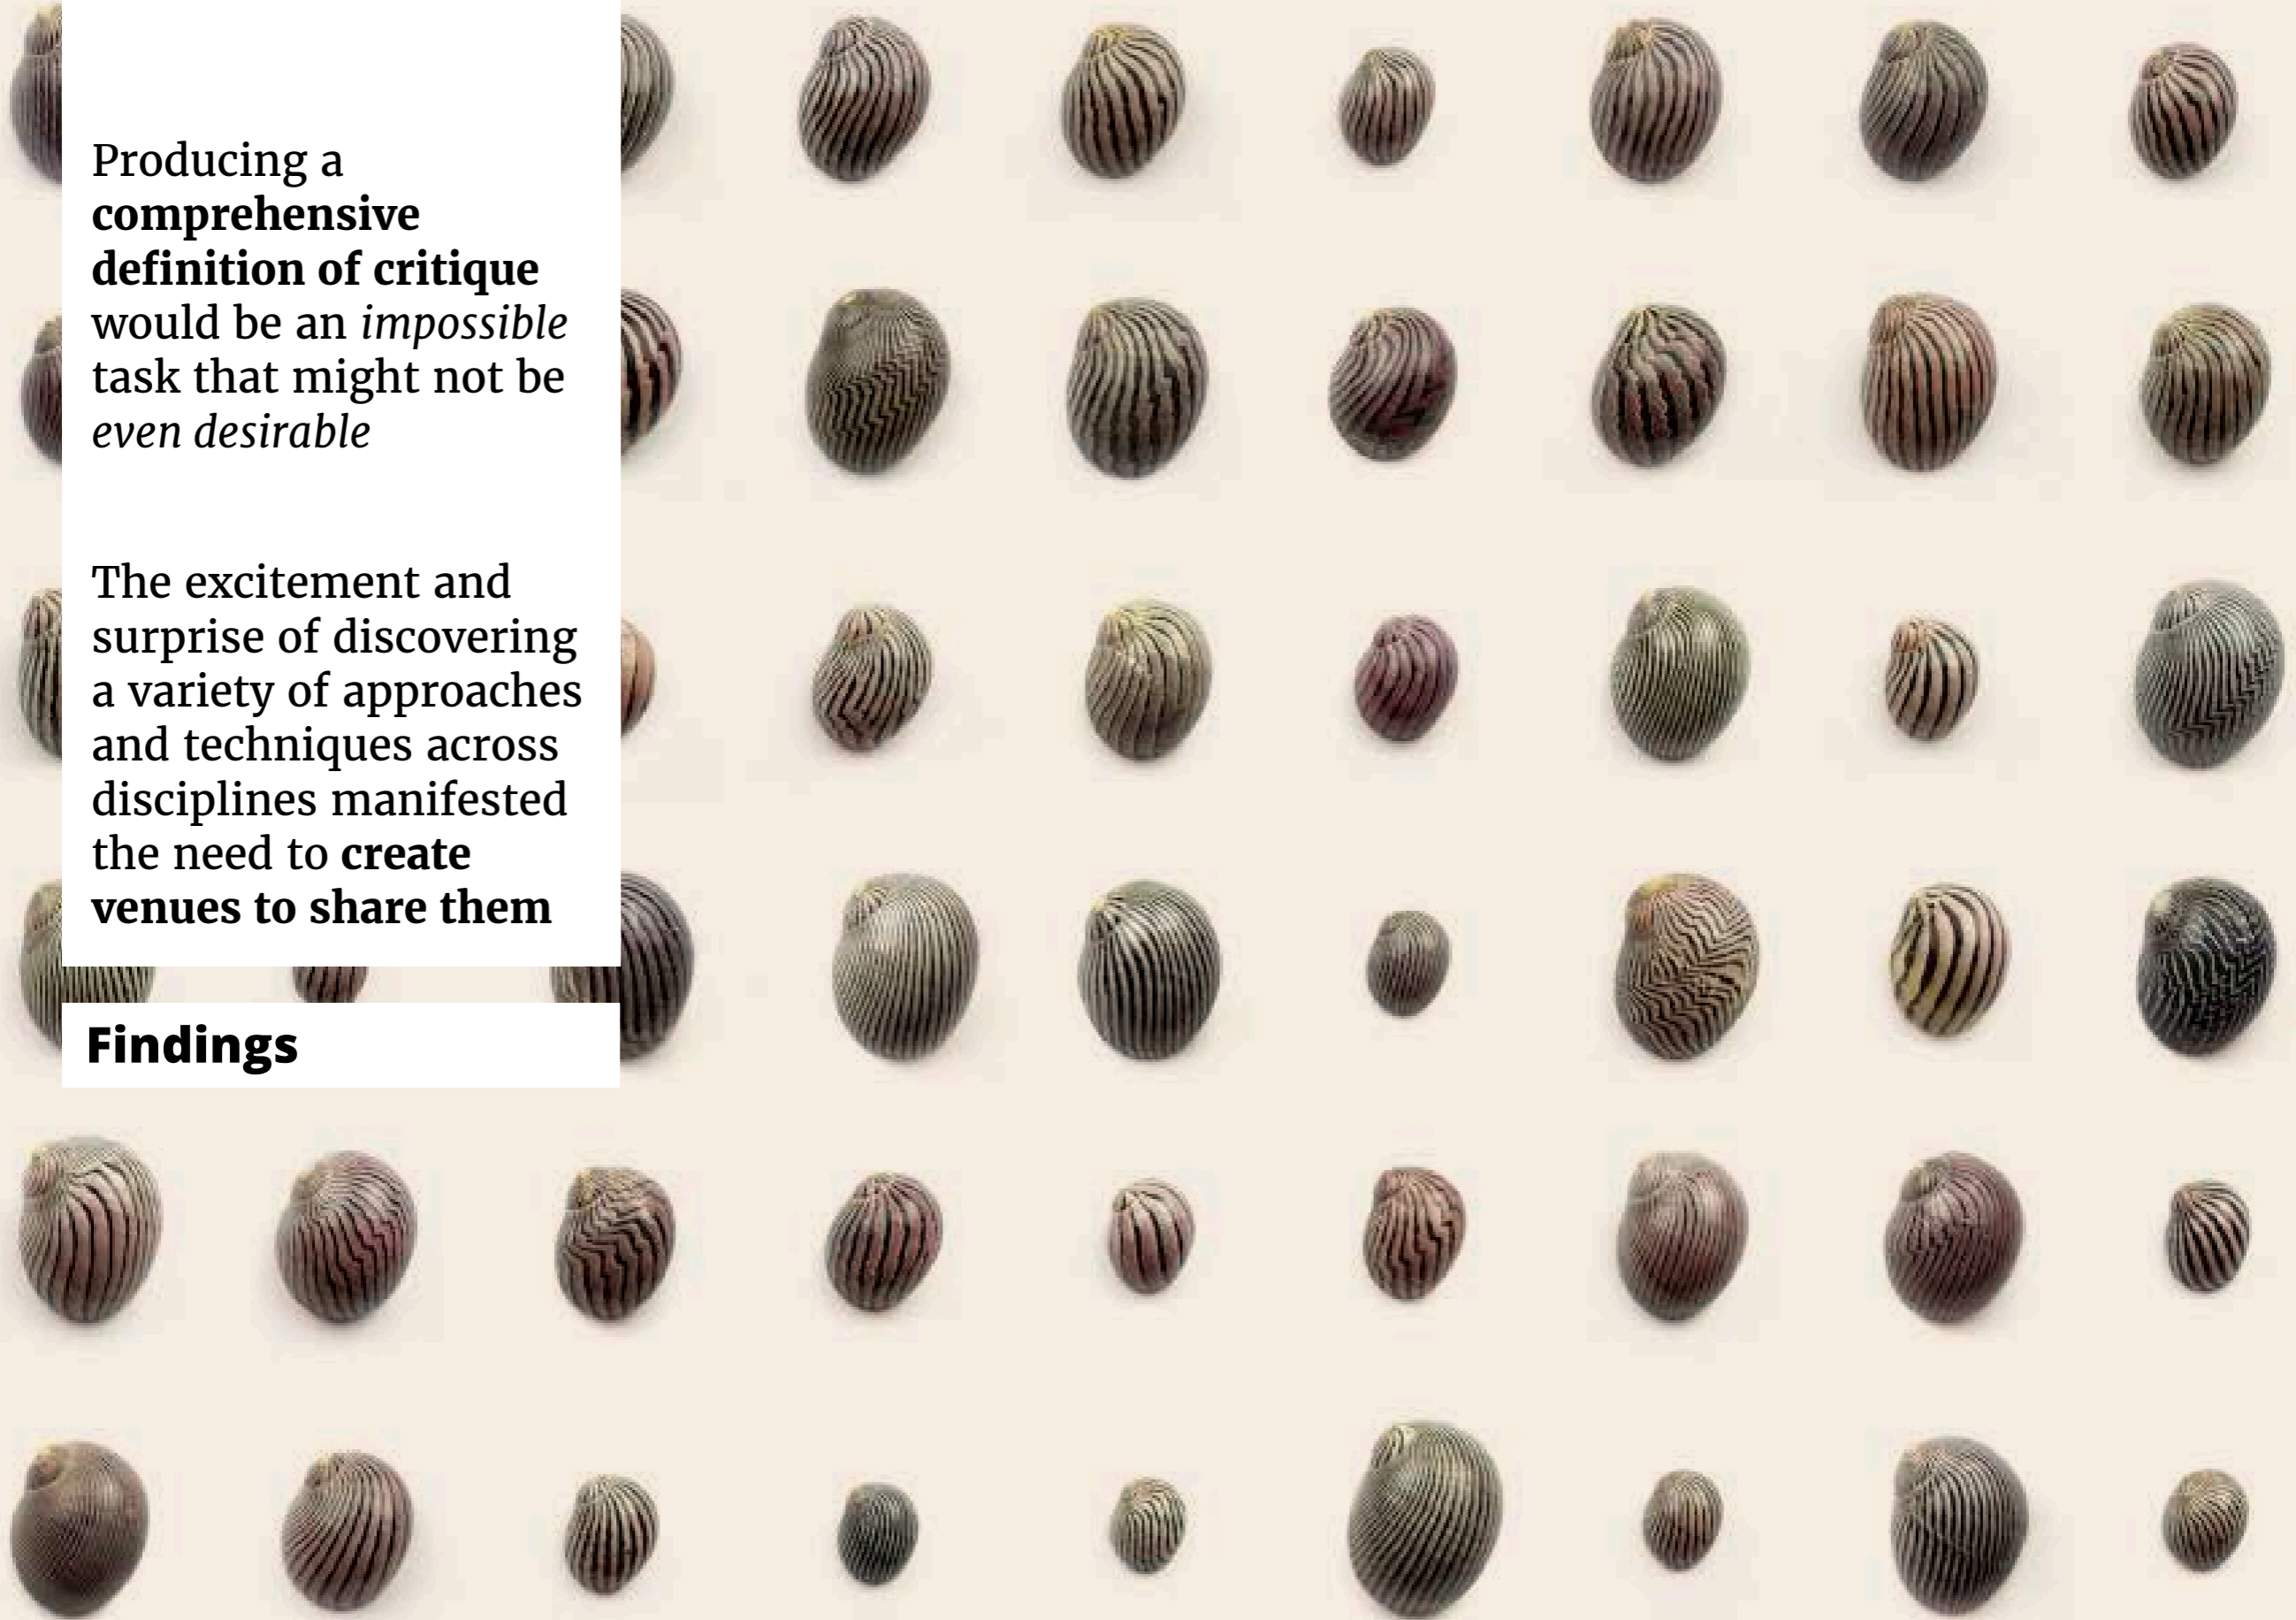 Producing a
comprehensive
definition of critique
would be an impossible
task that might not be
even desirable
The excitement and
surprise of discovering
a variety of approaches
and techniques across
disciplines manifested
the need to create
venues to share them
Findings